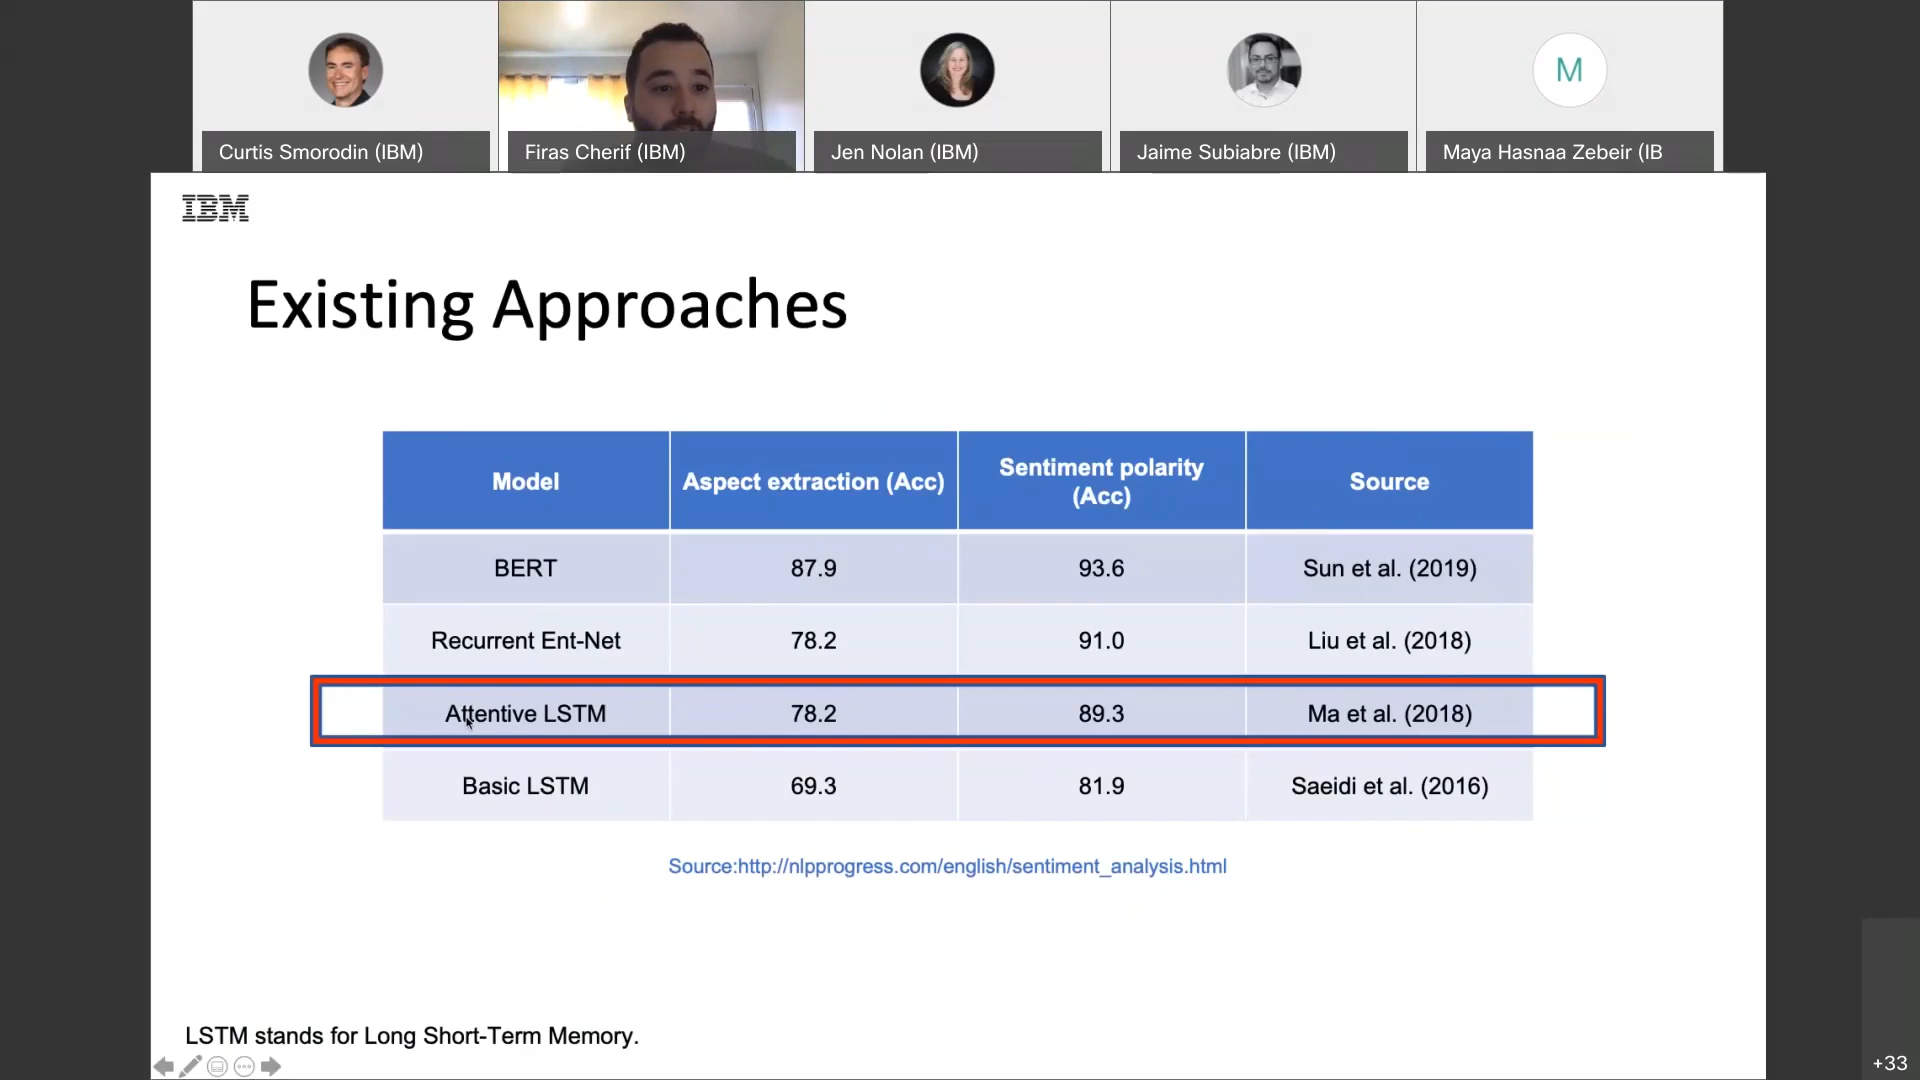 Curtis Smorodin (IBM)
Firas Cherif (IBM)
Jen Nolan (IBM)
Jaime Subiabre (IBM)
M
Maya Hasnaa Zebeir (IB
IBM
Existing Approaches
Model Aspect extraction (Acc) Sentiment polarity (Acc) Source
BERT 87.9 93.6 Sun et al. (2019)
Recurrent Ent-Net 78.2 91.0 Liu et al. (2018)
Attentive LSTM 78.2 89.3 Ma et al. (2018)
Basic LSTM 69.3 81.9 Saeidi et al. (2016)
Source:http://nlpprogress.com/english/sentiment_analysis.html
LSTM stands for Long Short-Term Memory.
+33